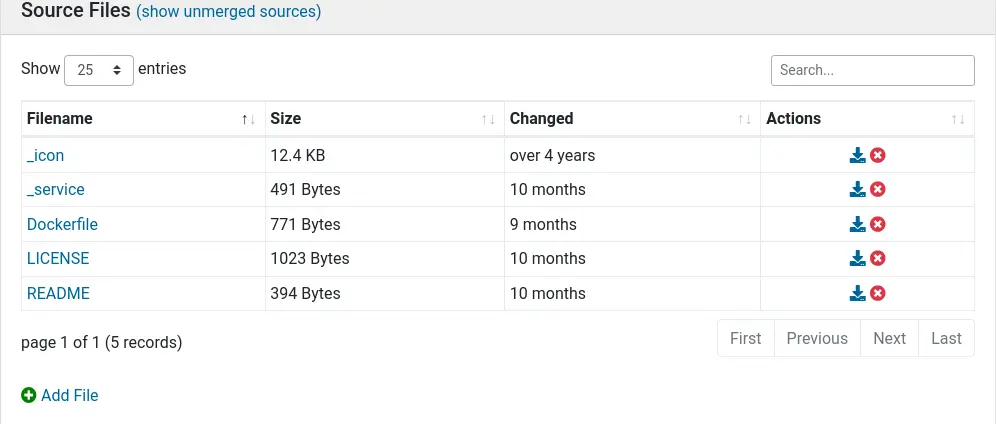 Source Files (show unmerged sources)
Show 25 entries
Search...
Filename Size Changed Actions
_icon 12.4 KB over 4 years
_service 491 Bytes 10 months
Dockerfile 771 Bytes 9 months
LICENSE 1023 Bytes 10 months
README 394 Bytes 10 months
page 1 of 1 (5 records)
First Previous Next Last
Add File